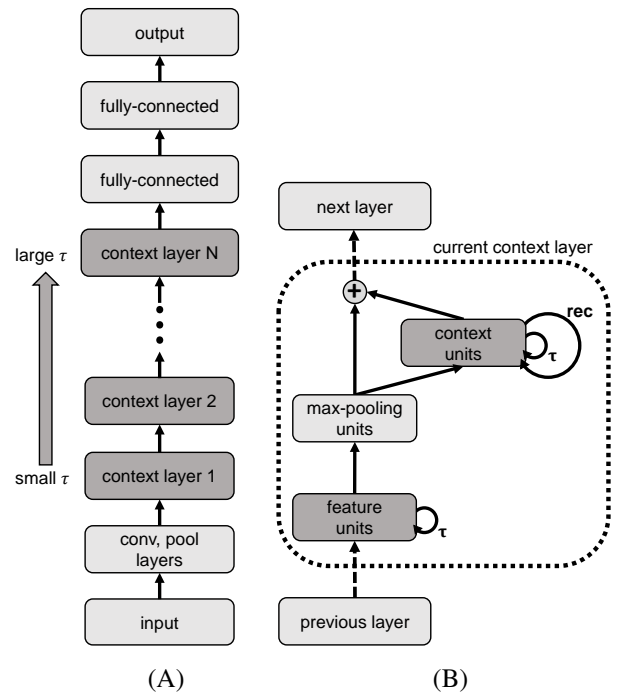 output
fully-connected
fully-connected
large τ
context layer N
context layer 2
context layer 1
small τ
conv, pool
layers
input
(A)
next layer
current context layer
+
rec
context
units
τ
max-pooling
units
feature
units
τ
previous layer
(B)